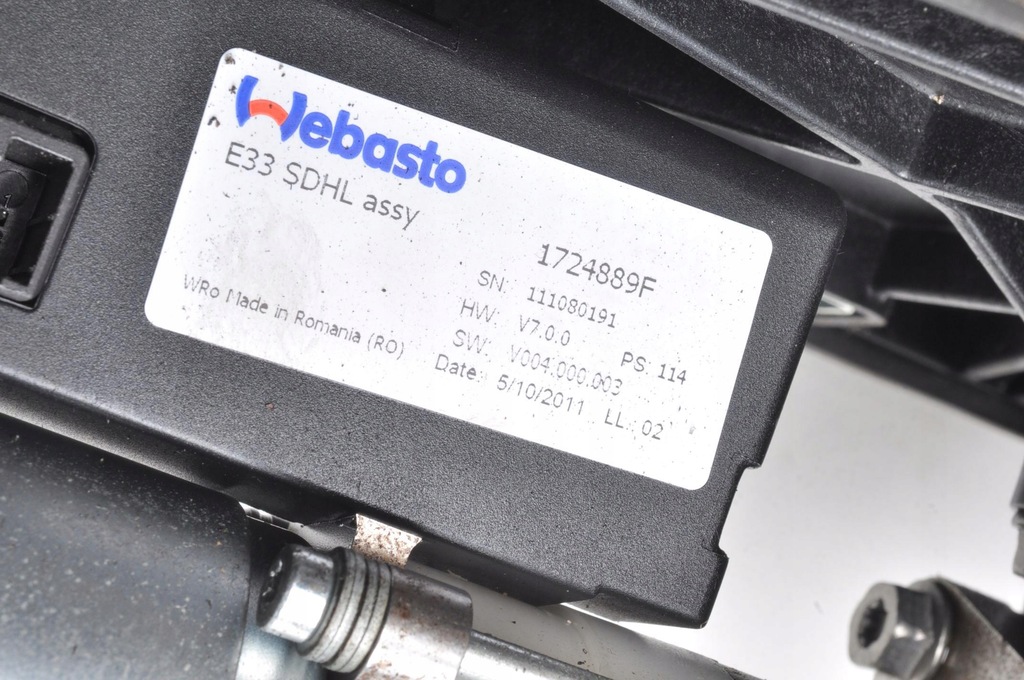 Webasto
E33 SDHL assy
1724889F
SN: 111080191
HW: V7.0.0
SW: V004.000.003 PS: 114
Date: 5/10/2011 LL: 02
WRo Made in Romania (RO)